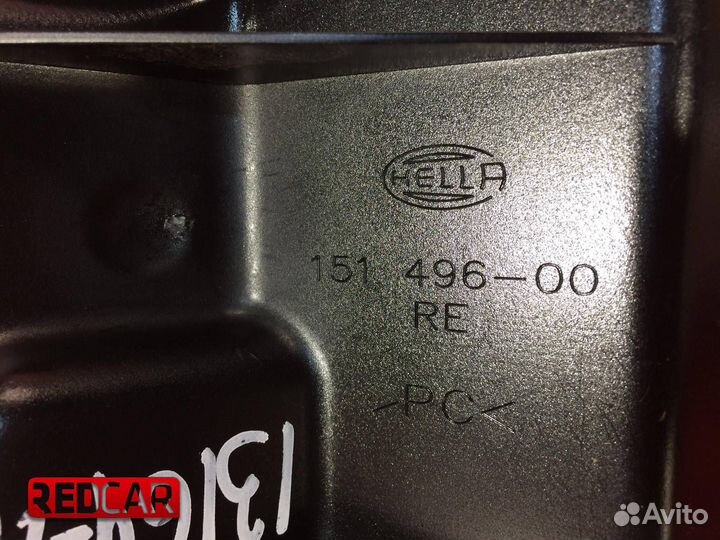 HELLA
151 496-00
RE
>PC<
REDCAR
Avito